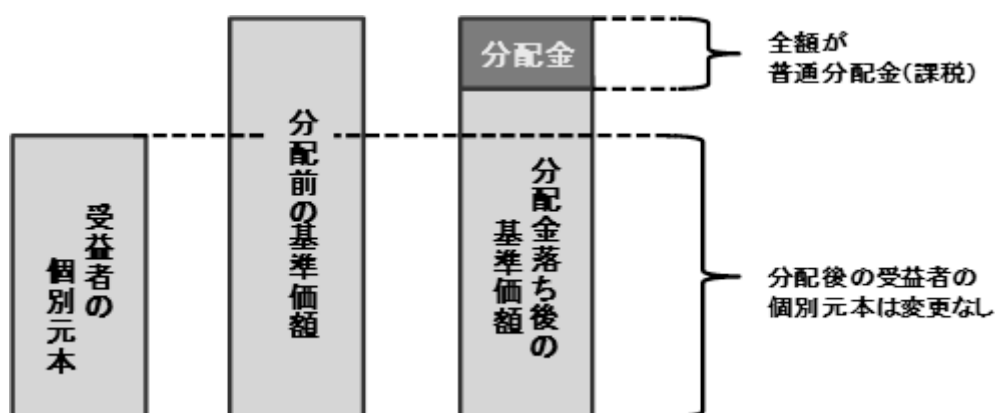 受益者の
個別元本
分配前の基準価額
分配金
分配金落ち後の
基準価額
全額が
普通分配金(課税)
分配後の受益者の
個別元本は変更なし